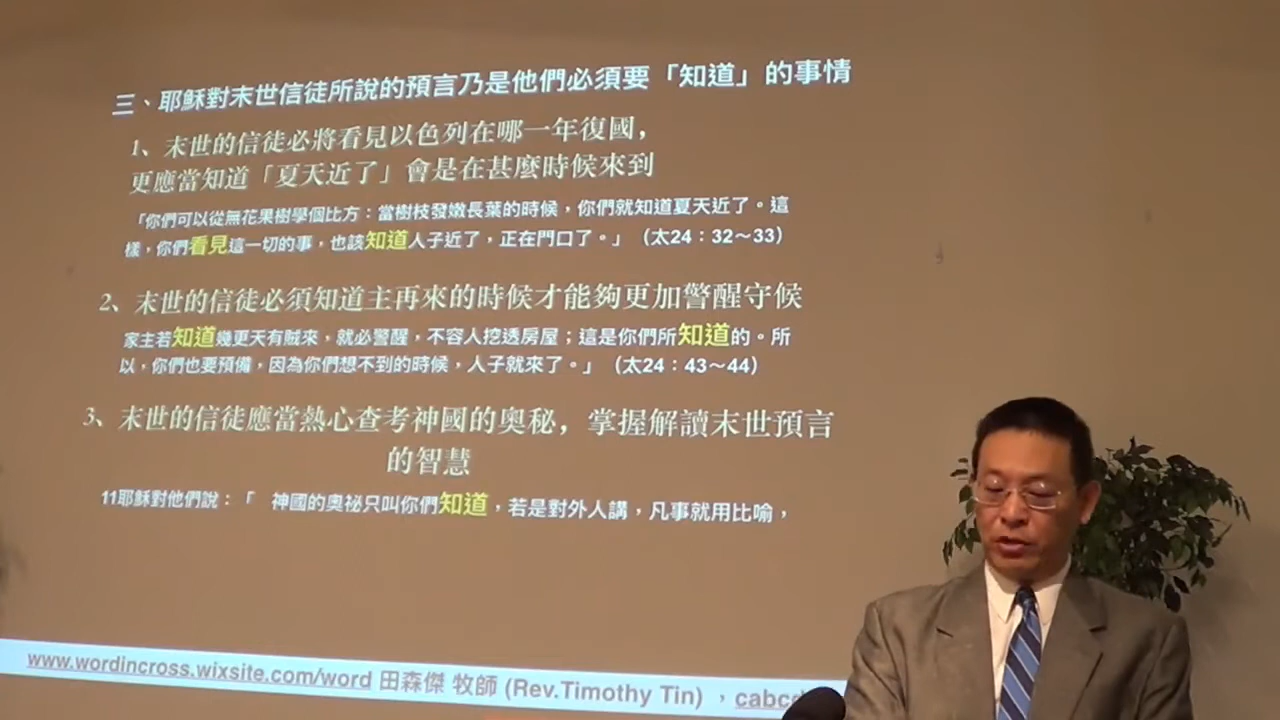 三、耶穌對末世信徒所說的預言乃是他們必須要「知道」的事情
1、末世的信徒必將看見以色列在哪一年復國，
更應當知道「夏天近了」會是在甚麼時候來到
「你們可以從無花果樹學個比方：當樹枝發嫩長葉的時候，你們就知道夏天近了。這
樣，你們看見這一切的事，也該知道人子近了，正在門口了。」（太24：32～33）
2、末世的信徒必須知道主再來的時候才能夠更加警醒守候
家主若知道幾更天有賊來，就必警醒，不容人挖透房屋；這是你們所知道的。所
以，你們也要預備，因為你們想不到的時候，人子就來了。」（太24：43～44）
3、末世的信徒應當熱心查考神國的奧秘，掌握解讀末世預言
的智慧
11耶穌對他們說：「 神國的奧祕只叫你們知道，若是對外人講，凡事就用比喻，
www.wordincross.wixsite.com/word 田森傑 牧師 (Rev.Timothy Tin) ，